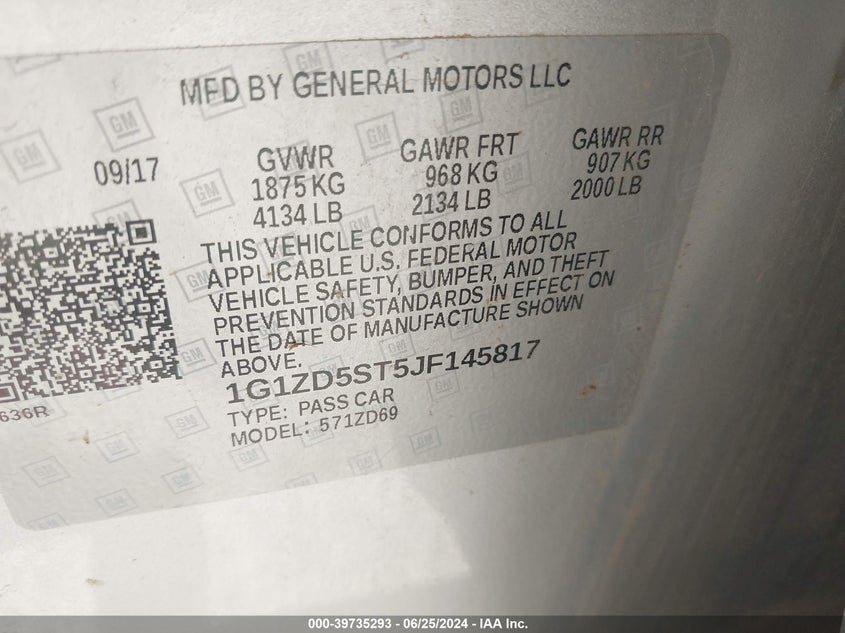 MFD BY GENERAL MOTORS LLC
09/17 GVWR GAWR FRT GAWR RR
1875 KG 968 KG 907 KG
4134 LB 2134 LB 2000 LB
THIS VEHICLE CONFORMS TO ALL
APPLICABLE U.S. FEDERAL MOTOR
VEHICLE SAFETY, BUMPER, AND THEFT
PREVENTION STANDARDS IN EFFECT ON
THE DATE OF MANUFACTURE SHOWN
ABOVE.
1G1ZD5ST5JF145817
TYPE: PASS CAR
MODEL: 571ZD69
636R
GM
000-39735293 - 06/25/2024 - IAA Inc.